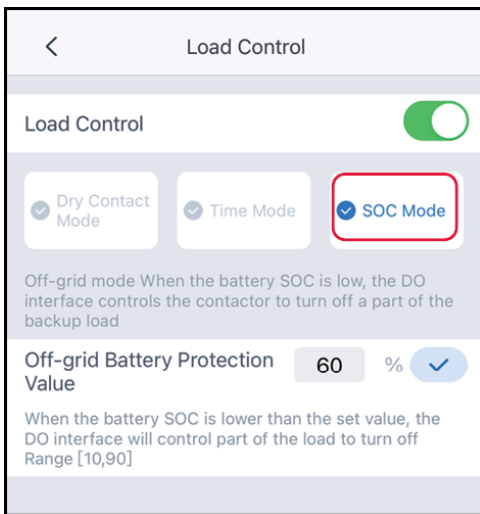 Load Control
Load Control
Dry Contact
Mode
Time Mode
SOC Mode
Off-grid mode When the battery SOC is low, the DO
interface controls the contactor to turn off a part of the
backup load
Off-grid Battery Protection
Value
60 %
When the battery SOC is lower than the set value, the
DO interface will control part of the load to turn off
Range [10,90]